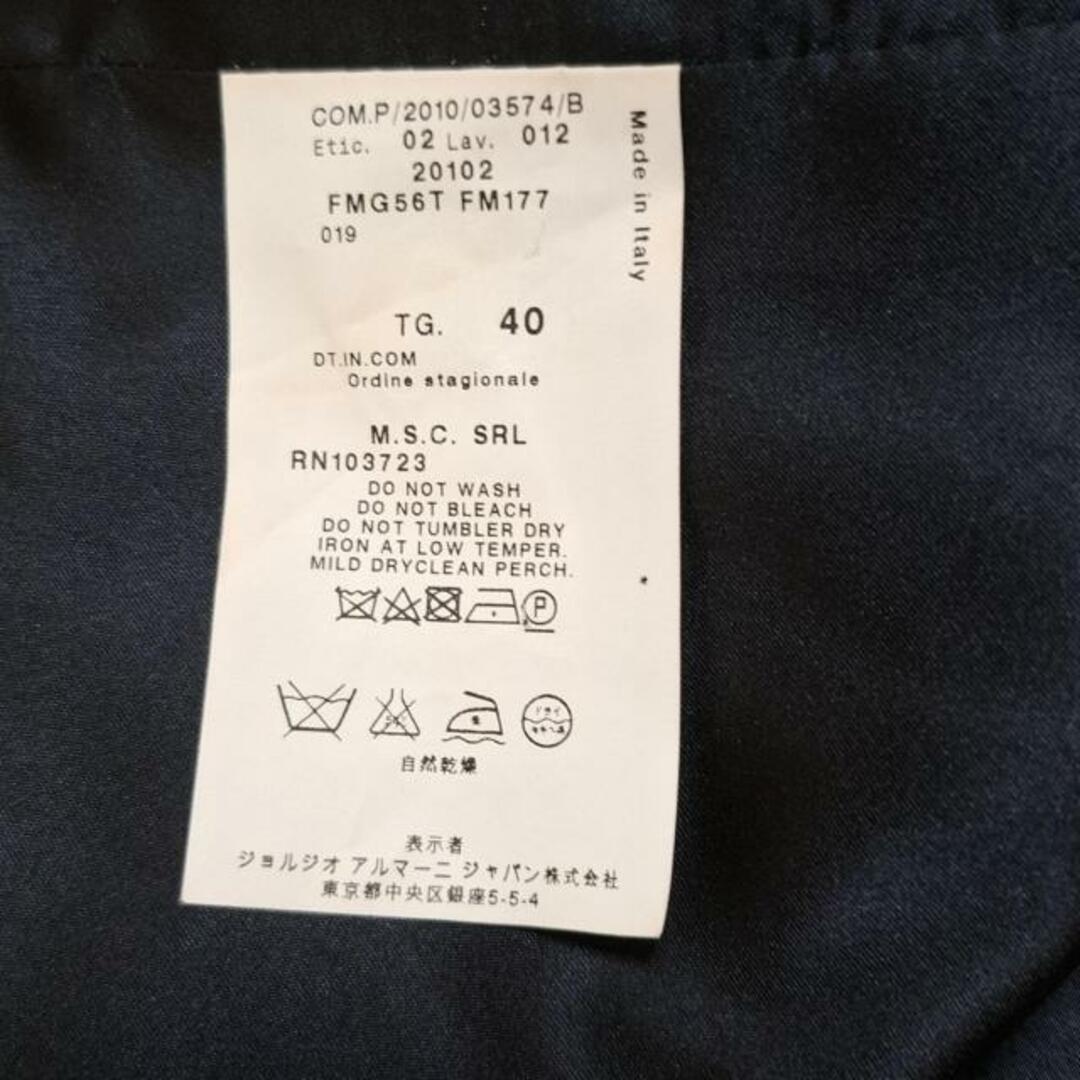 COM.P/2010/03574/B
Etic. 02 Lav. 012
20102
FMG56T FM177
019
Made in Italy
TG. 40
DT.IN.COM
Ordine stagionale
M.S.C. SRL
RN103723
DO NOT WASH
DO NOT BLEACH
DO NOT TUMBLER DRY
IRON AT LOW TEMPER.
MILD DRYCLEAN PERCH.
P
ドライ
自然乾燥
表示者
ジョルジオ アルマーニ ジャパン株式会社
東京都中央区銀座5-5-4